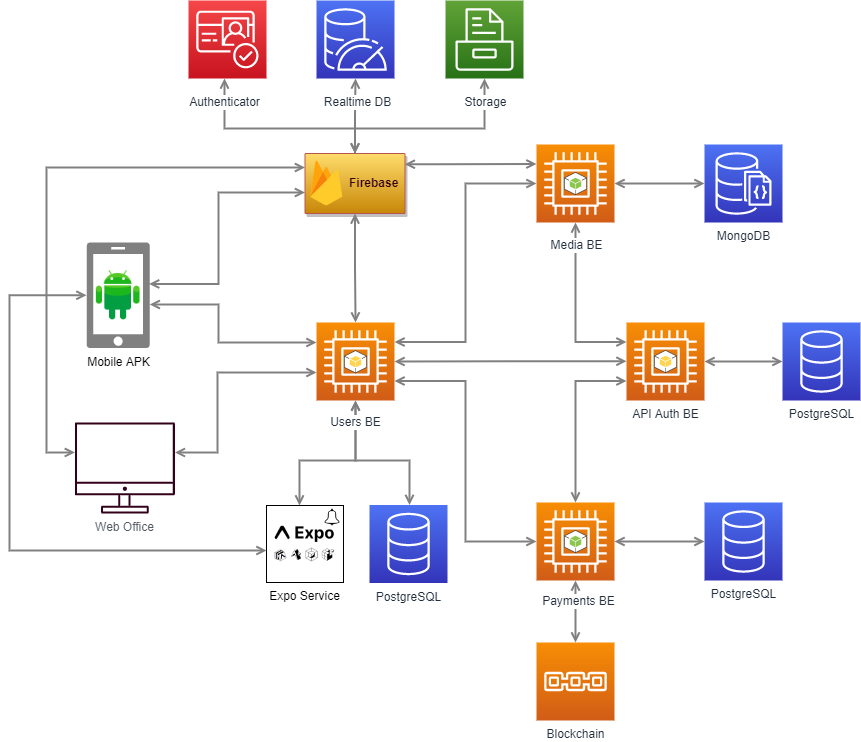 Authenticator
Realtime DB
Storage
Firebase
Media BE
MongoDB
Mobile APK
Users BE
API Auth BE
PostgreSQL
Web Office
Expo
Expo Service
PostgreSQL
Payments BE
PostgreSQL
Blockchain